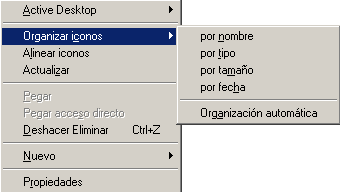 Active Desktop
Organizar iconos
Alinear iconos
Actualizar
Pegar
Pegar acceso directo
Deshacer Eliminar Ctrl+Z
Nuevo
Propiedades
por nombre
por tipo
por tamaño
por fecha
Organización automática